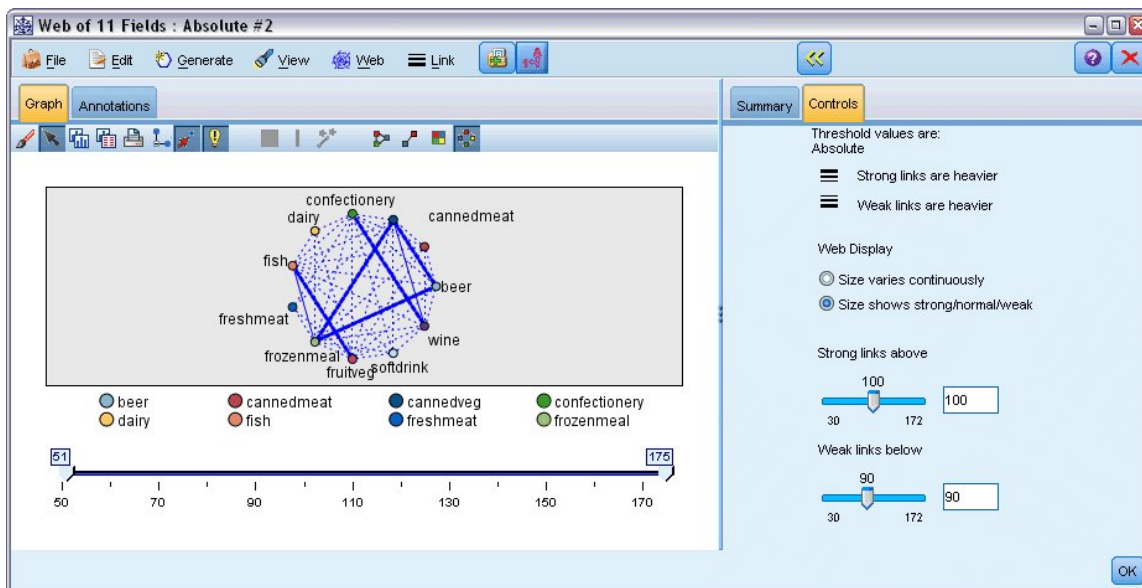 Web of 11 Fields : Absolute #2
File Edit Generate View Web Link
Graph Annotations
confectionery
dairy
cannedmeat
fish
beer
freshmeat
wine
frozenmeal
softdrink
fruitveg
beer cannedmeat cannedveg confectionery
dairy fish freshmeat frozenmeal
51 175
50 70 90 110 130 150 170
Summary Controls
Threshold values are:
Absolute
Strong links are heavier
Weak links are heavier
Web Display
Size varies continuously
Size shows strong/normal/weak
Strong links above
100
100
30 172
Weak links below
90
90
30 172
OK